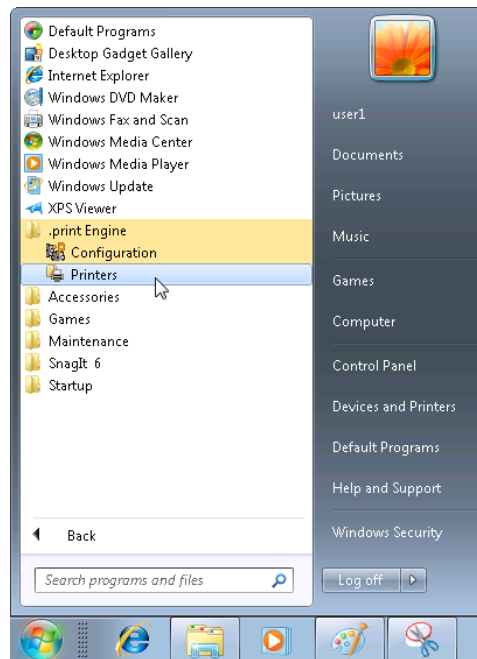 Default Programs
Desktop Gadget Gallery
Internet Explorer
Windows DVD Maker
Windows Fax and Scan
Windows Media Center
Windows Media Player
Windows Update
XPS Viewer
.print Engine
Configuration
Printers
Accessories
Games
Maintenance
SnagIt 6
Startup
Back
Search programs and files
user1
Documents
Pictures
Music
Games
Computer
Control Panel
Devices and Printers
Default Programs
Help and Support
Windows Security
Log off